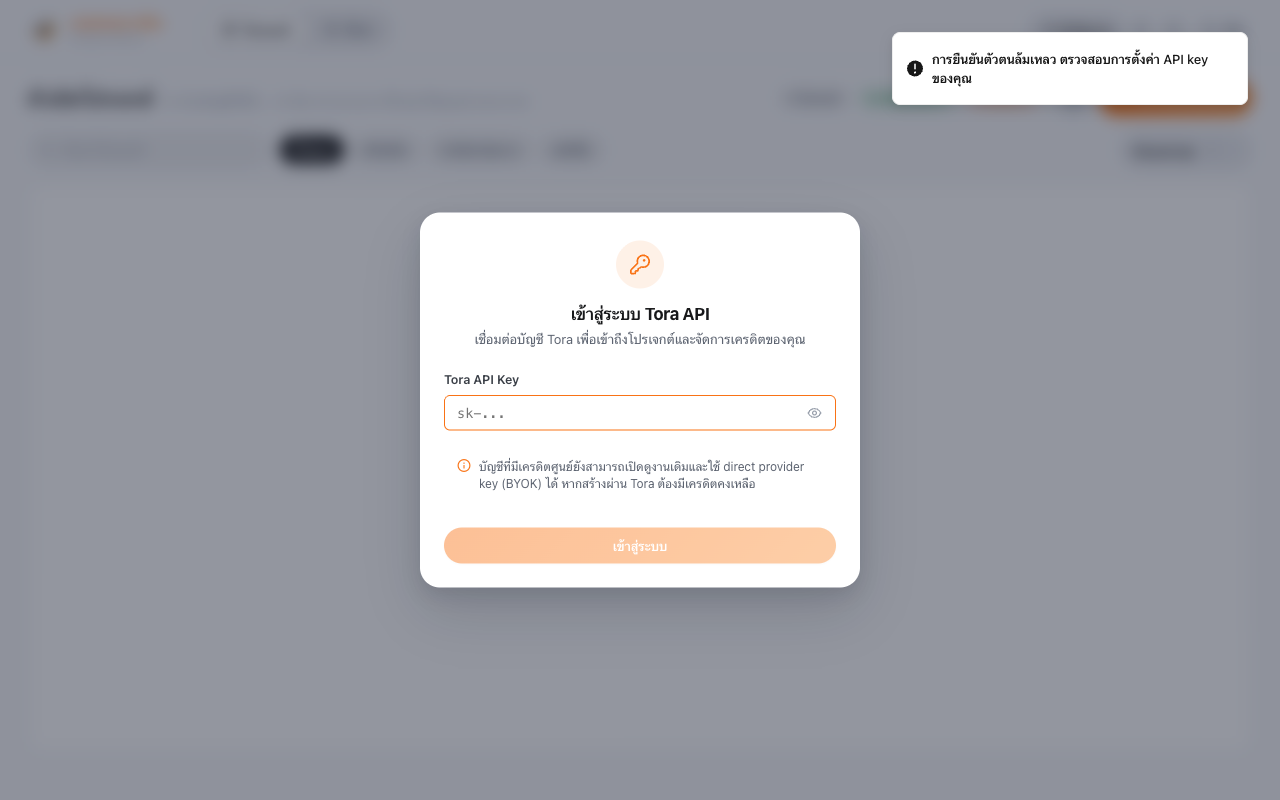 การยืนยันตัวตนล้มเหลว ตรวจสอบการตั้งค่า API key
ของคุณ
เข้าสู่ระบบ Tora API
เชื่อมต่อบัญชี Tora เพื่อเข้าถึงโปรเจกต์และจัดการเครดิตของคุณ
Tora API Key
sk-...
บัญชีที่มีเครดิตศูนย์ยังสามารถเปิดดูงานเดิมและใช้ direct provider
key (BYOK) ได้ หากสร้างผ่าน Tora ต้องมีเครดิตคงเหลือ
เข้าสู่ระบบ